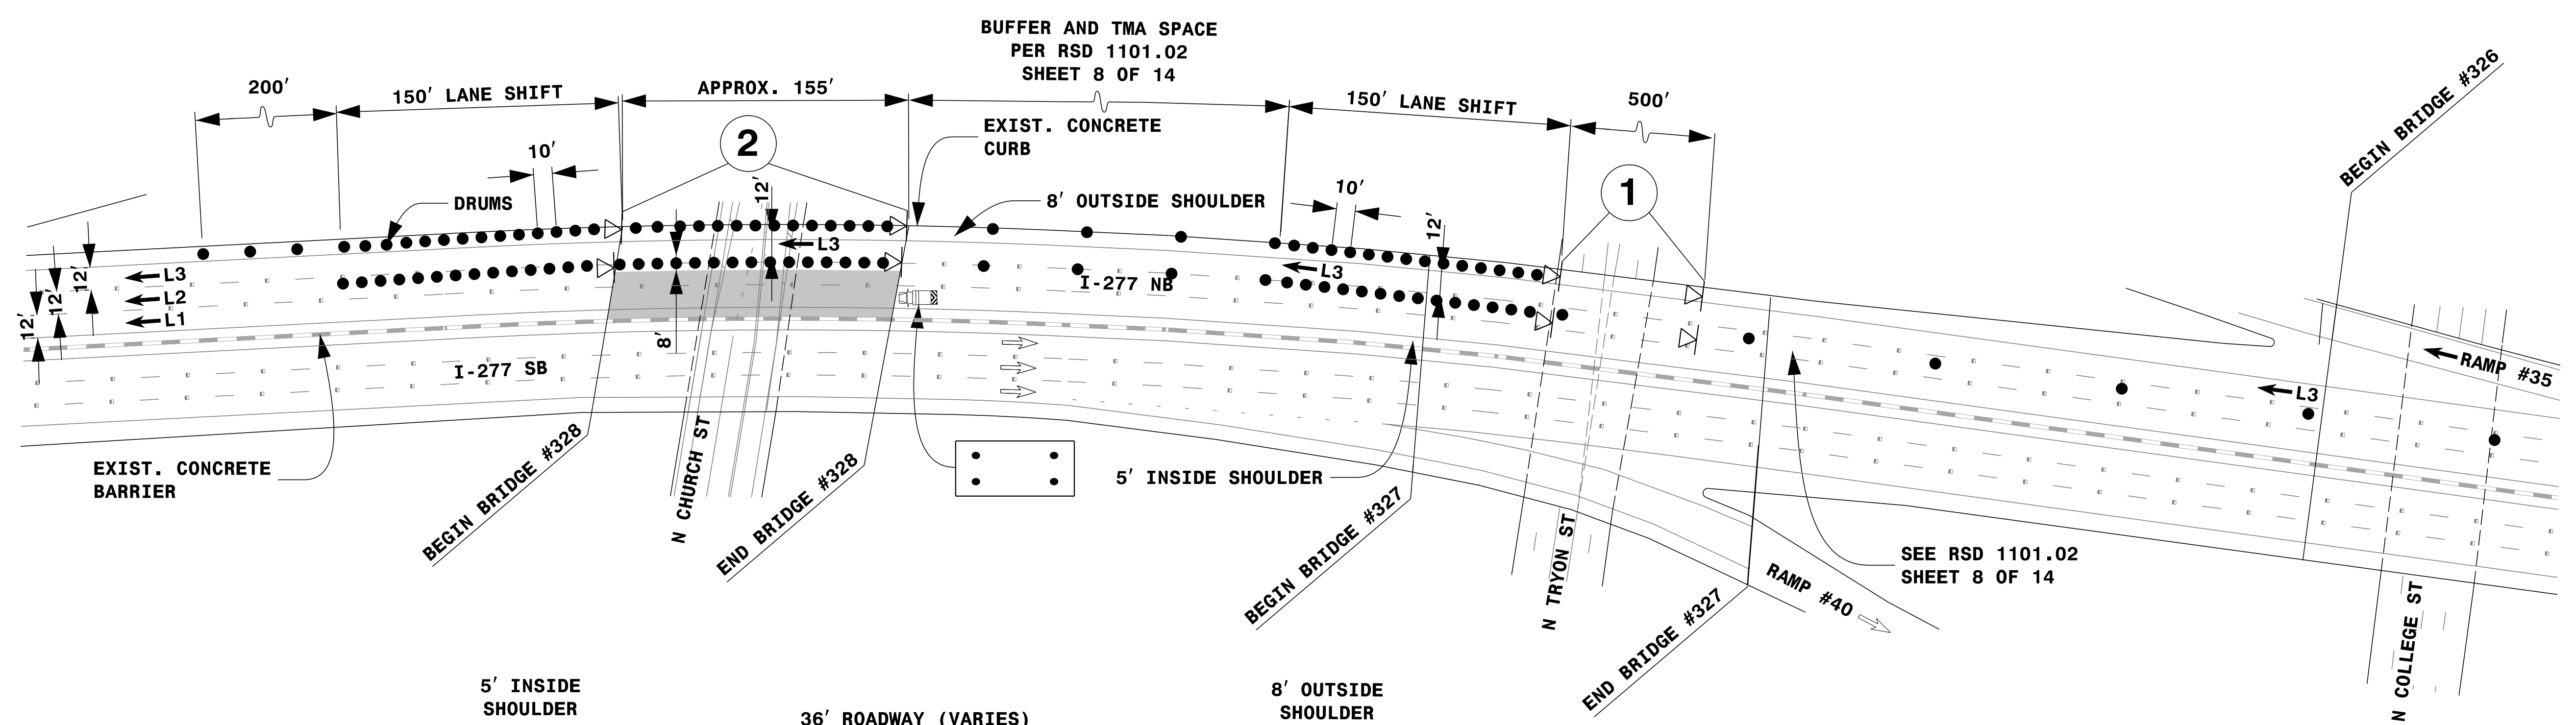 BUFFER AND TMA SPACE
PER RSD 1101.02
SHEET 8 OF 14
200'
150' LANE SHIFT
APPROX. 155'
150' LANE SHIFT
500'
BEGIN BRIDGE #326
EXIST. CONCRETE
CURB
2
1
10'
DRUMS
12'
8' OUTSIDE SHOULDER
10'
12'
L3
L3
L3
L2
L1
12'
12'
12'
I-277 NB
8'
I-277 SB
RAMP #35
L3
EXIST. CONCRETE
BARRIER
BEGIN BRIDGE #328
N CHURCH ST
END BRIDGE #328
5' INSIDE SHOULDER
BEGIN BRIDGE #327
N TRYON ST
END BRIDGE #327
RAMP #40
SEE RSD 1101.02
SHEET 8 OF 14
N COLLEGE ST
5' INSIDE
SHOULDER
36' ROADWAY (VARIES)
8' OUTSIDE
SHOULDER